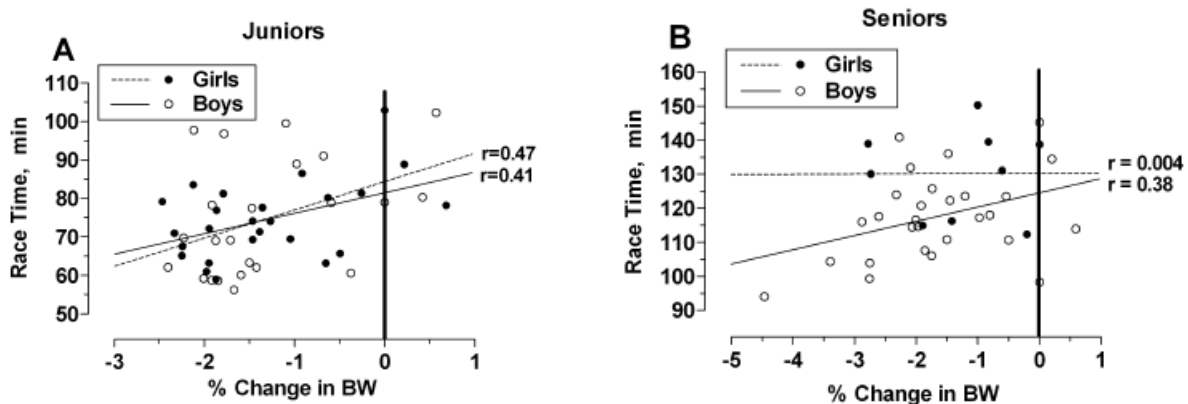 A
Juniors
Girls
Boys
Race Time, min
110
100
90
80
70
60
50
r=0.47
r=0.41
-3
-2
-1
0
1
% Change in BW
B
Seniors
Girls
Boys
Race Time, min
160
150
140
130
120
110
100
90
r = 0.004
r = 0.38
-5
-4
-3
-2
-1
0
1
% Change in BW